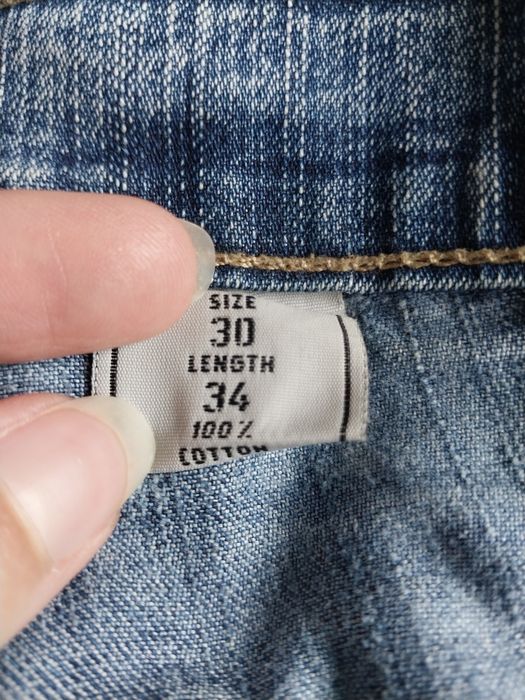 SIZE
30
LENGTH
34
100%
COTTON